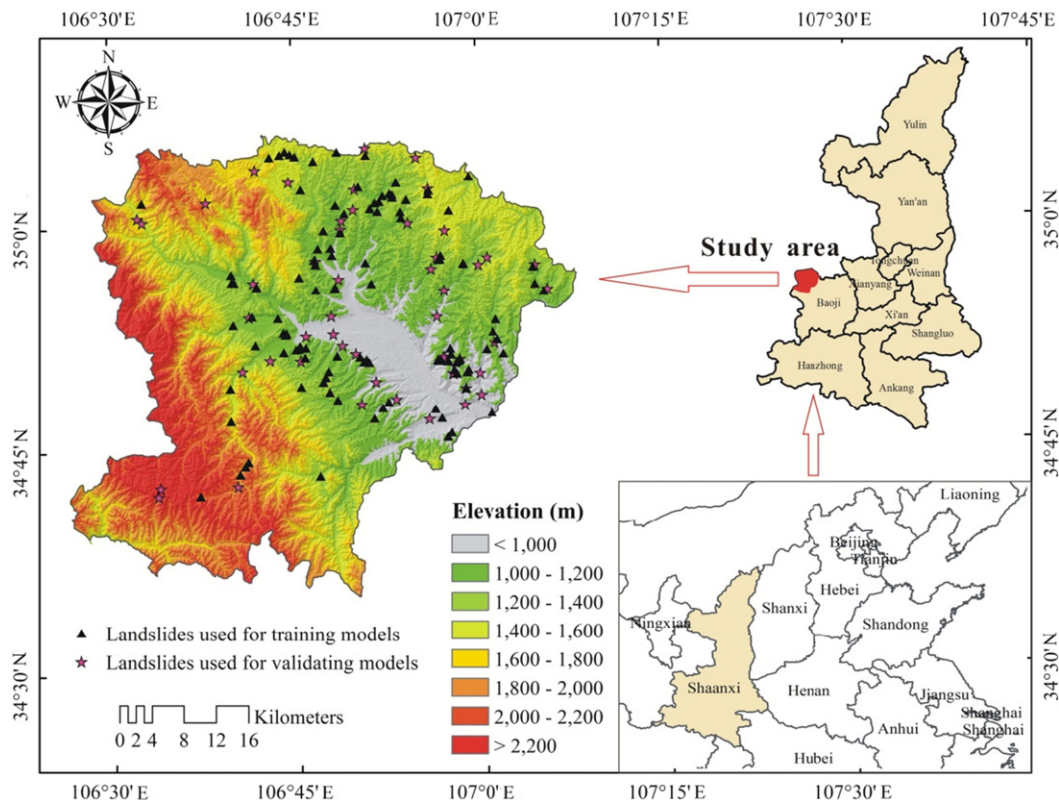 106°30'E 106°45'E 107°0'E 107°15'E 107°30'E 107°45'E
N
W E
S
Yulin
Yan'an
35°0'N
35°0'N
Study area
Tongchuan
Weinan
Xianyang
Baoji
Xi'an
Shangluo
Hanzhong
Ankang
34°45'N
34°45'N
Elevation (m)
< 1,000
1,000 - 1,200
1,200 - 1,400
1,400 - 1,600
1,600 - 1,800
1,800 - 2,000
2,000 - 2,200
> 2,200
Landslides used for training models
Landslides used for validating models
Kilometers
0 2 4 8 12 16
Liaoning
Beijing
Tianjin
Hebei
Shanxi
Ningxian
Shandong
Shaanxi
Henan
Jiangsu
Shanghai
Anhui
Shanghai
Hubei
34°30'N
34°30'N
106°30'E 106°45'E 107°0'E 107°15'E 107°30'E 107°45'E